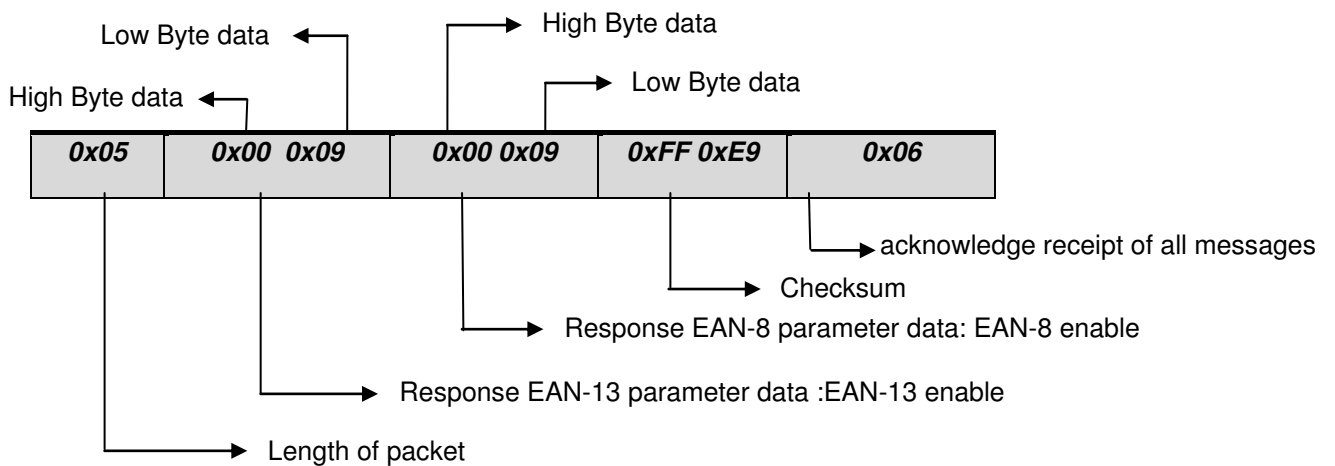 Low Byte data
High Byte data
Low Byte data
High Byte data
0x05 0x00 0x09 0x00 0x09 0xFF 0xE9 0x06
acknowledge receipt of all messages
Checksum
Response EAN-8 parameter data: EAN-8 enable
Response EAN-13 parameter data :EAN-13 enable
Length of packet